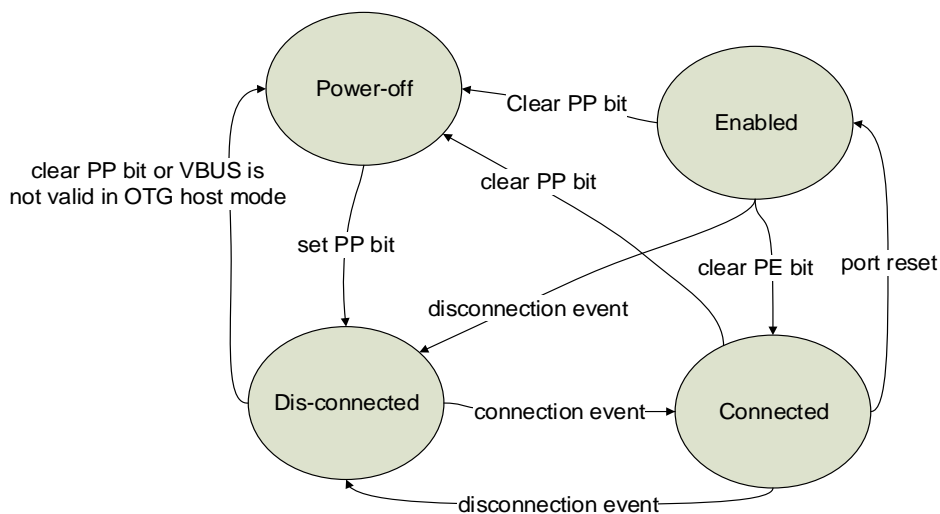 Power-off
Enabled
Clear PP bit
clear PP bit or VBUS is
not valid in OTG host mode
clear PP bit
set PP bit
clear PE bit
port reset
disconnection event
Dis-connected
connection event
Connected
disconnection event